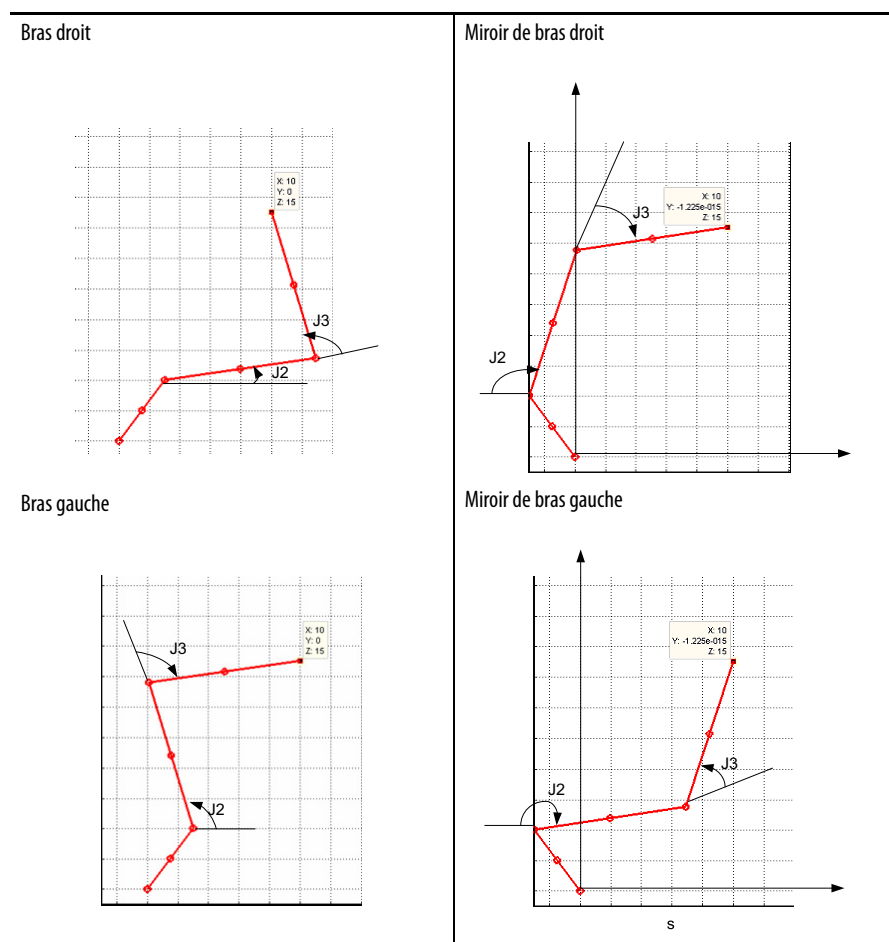 Bras droit
X: 10
Y: 0
Z: 15
J3
J2
Miroir de bras droit
X: 10
Y: -1.225e-015
Z: 15
J3
J2
Bras gauche
X: 10
Y: 0
Z: 15
J3
J2
Miroir de bras gauche
X: 10
Y: -1.225e-015
Z: 15
J3
J2
s